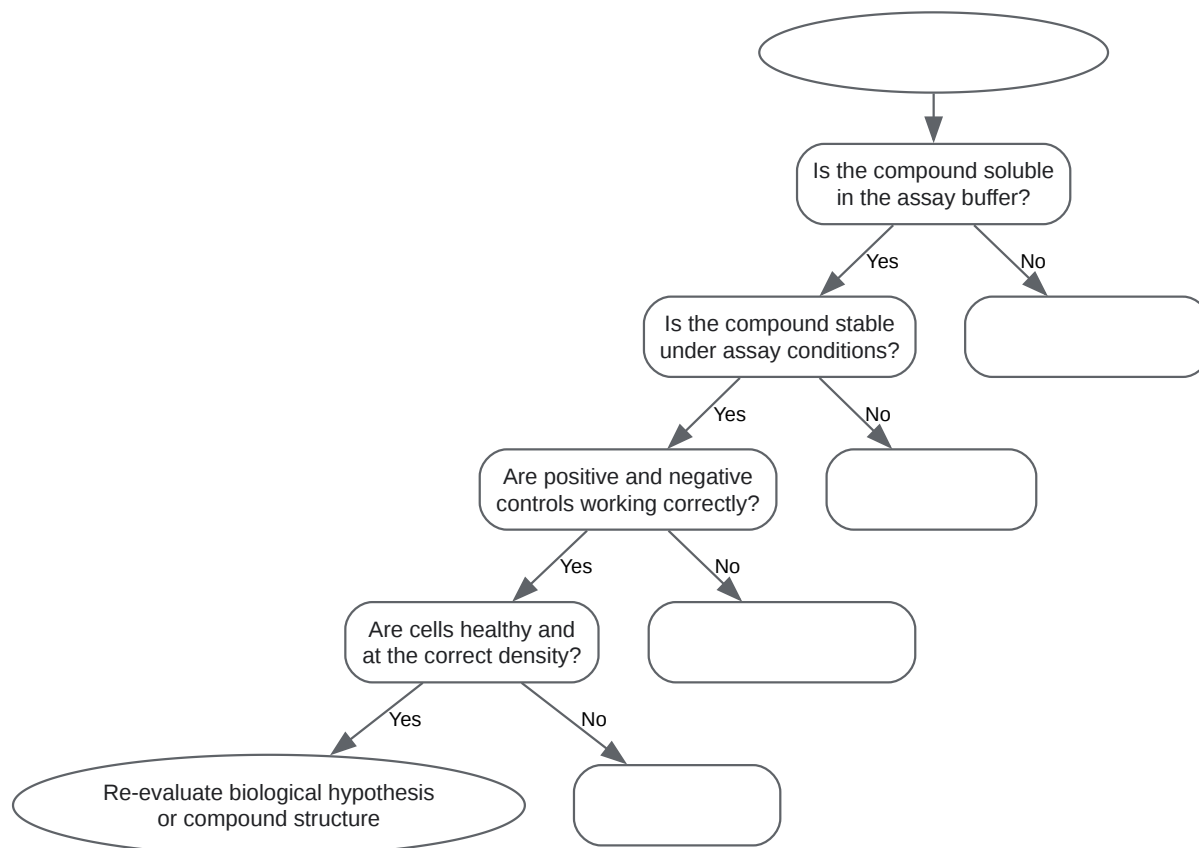 Is the compound soluble
in the assay buffer?
Yes
No
Is the compound stable
under assay conditions?
Yes
No
Are positive and negative
controls working correctly?
Yes
No
Are cells healthy and
at the correct density?
Yes
No
Re-evaluate biological hypothesis
or compound structure